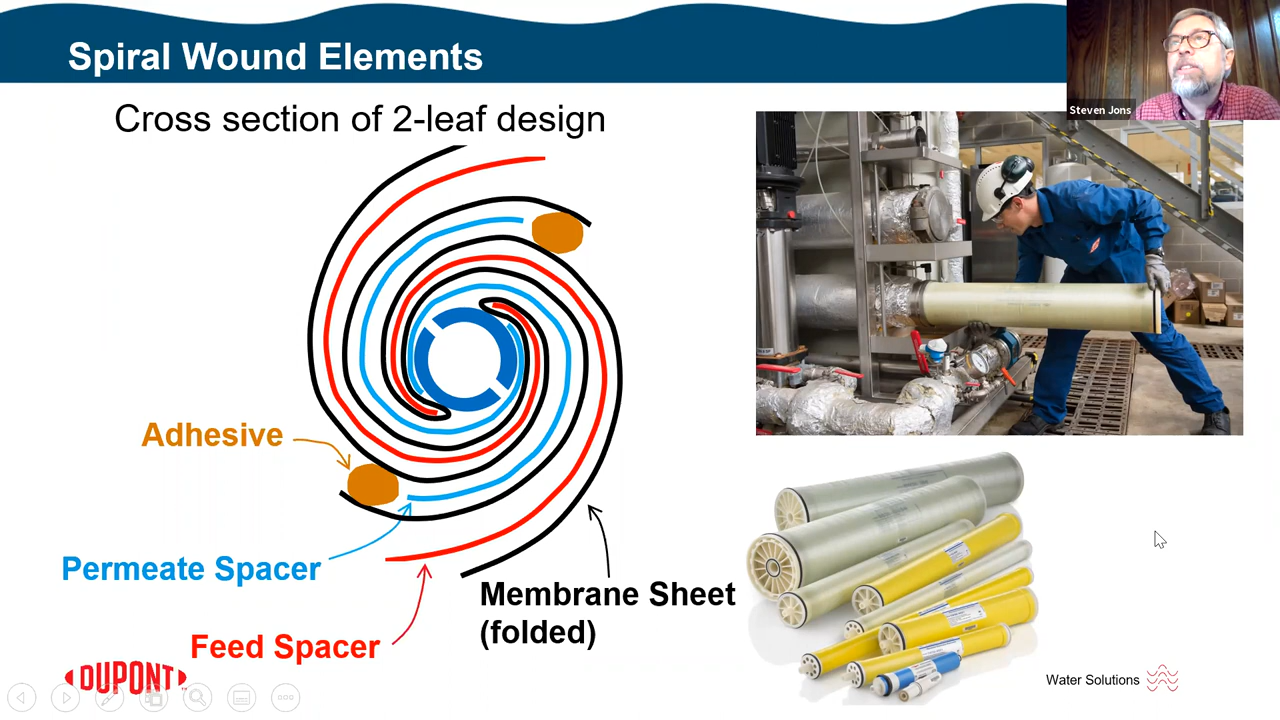 Spiral Wound Elements
Steven Jons
Cross section of 2-leaf design
Adhesive
Permeate Spacer
Feed Spacer
Membrane Sheet
(folded)
DUPONT
Water Solutions